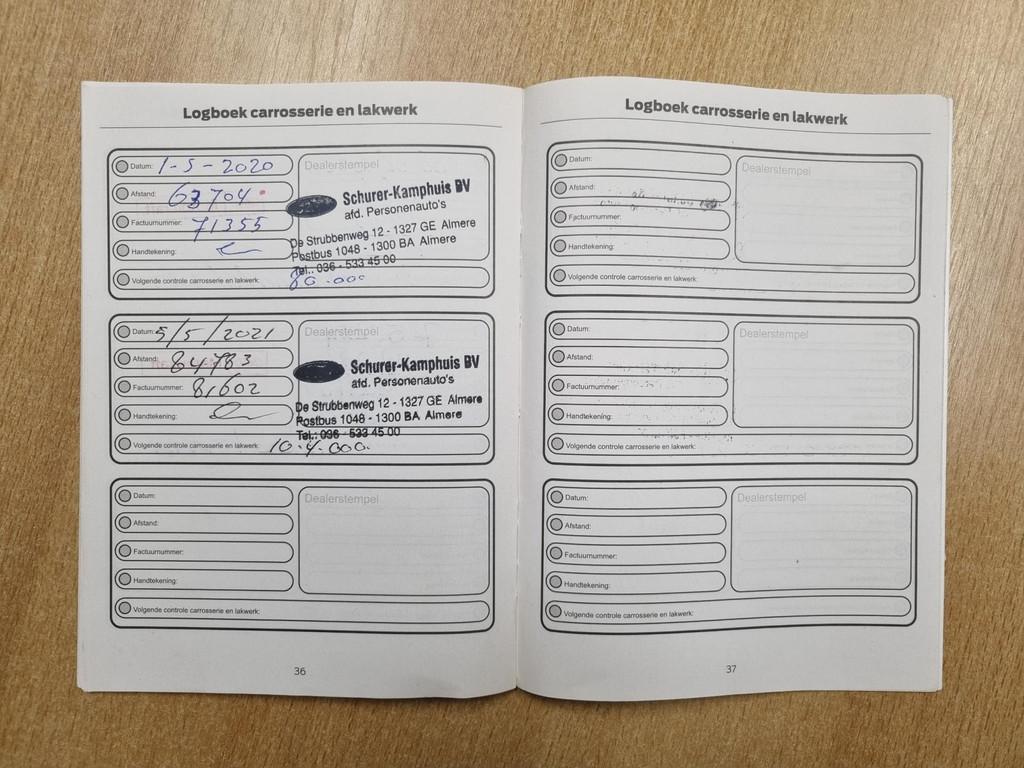 Logboek carrosserie en lakwerk
Datum: 1-5-2020
Dealerstempel
Afstand: 63704
Factuurnummer: 71355
Handtekening:
Schurer-Kamphuis BV
afd. Personenauto's
De Strubbenweg 12 - 1327 GE Almere
Postbus 1048 - 1300 BA Almere
Tel.: 036 - 533 45 00
Volgende controle carrosserie en lakwerk: 80.000
Datum: 5/5/2021
Dealerstempel
Afstand: 84783
Factuurnummer: 81602
Handtekening:
Schurer-Kamphuis BV
afd. Personenauto's
De Strubbenweg 12 - 1327 GE Almere
Postbus 1048 - 1300 BA Almere
Tel.: 036 - 533 45 00
Volgende controle carrosserie en lakwerk: 10.4.000.
Datum:
Dealerstempel
Afstand:
Factuurnummer:
Handtekening:
Volgende controle carrosserie en lakwerk:
36
Logboek carrosserie en lakwerk
Datum:
Dealerstempel
Afstand:
Factuurnummer:
Handtekening:
Volgende controle carrosserie en lakwerk:
Datum:
Dealerstempel
Afstand:
Factuurnummer:
Handtekening:
Volgende controle carrosserie en lakwerk:
Datum:
Dealerstempel
Afstand:
Factuurnummer:
Handtekening:
Volgende controle carrosserie en lakwerk:
37